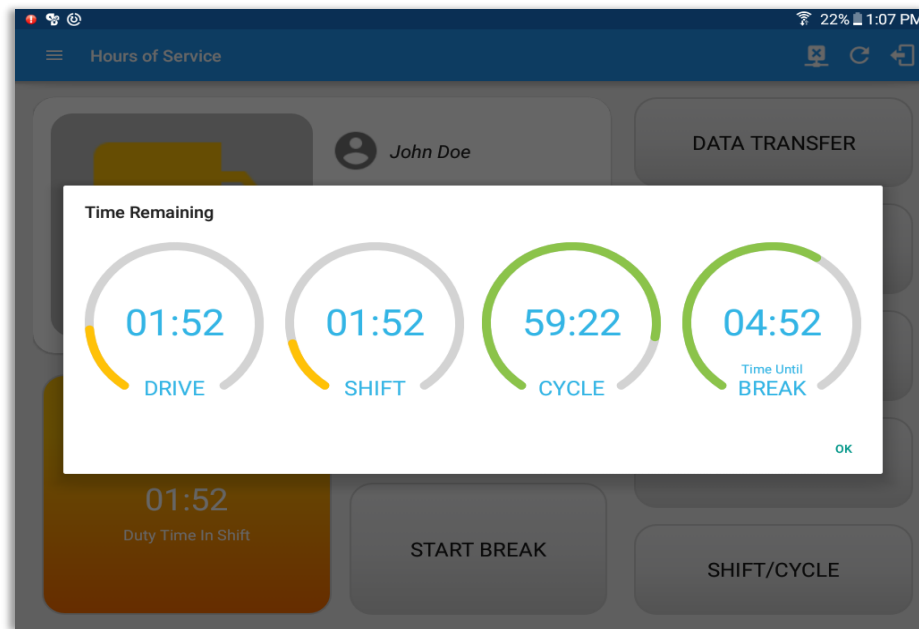 22% 1:07 PM
Hours of Service
John Doe
DATA TRANSFER
Time Remaining
01:52
DRIVE
01:52
SHIFT
59:22
CYCLE
04:52
Time Until
BREAK
OK
01:52
Duty Time In Shift
START BREAK
SHIFT/CYCLE